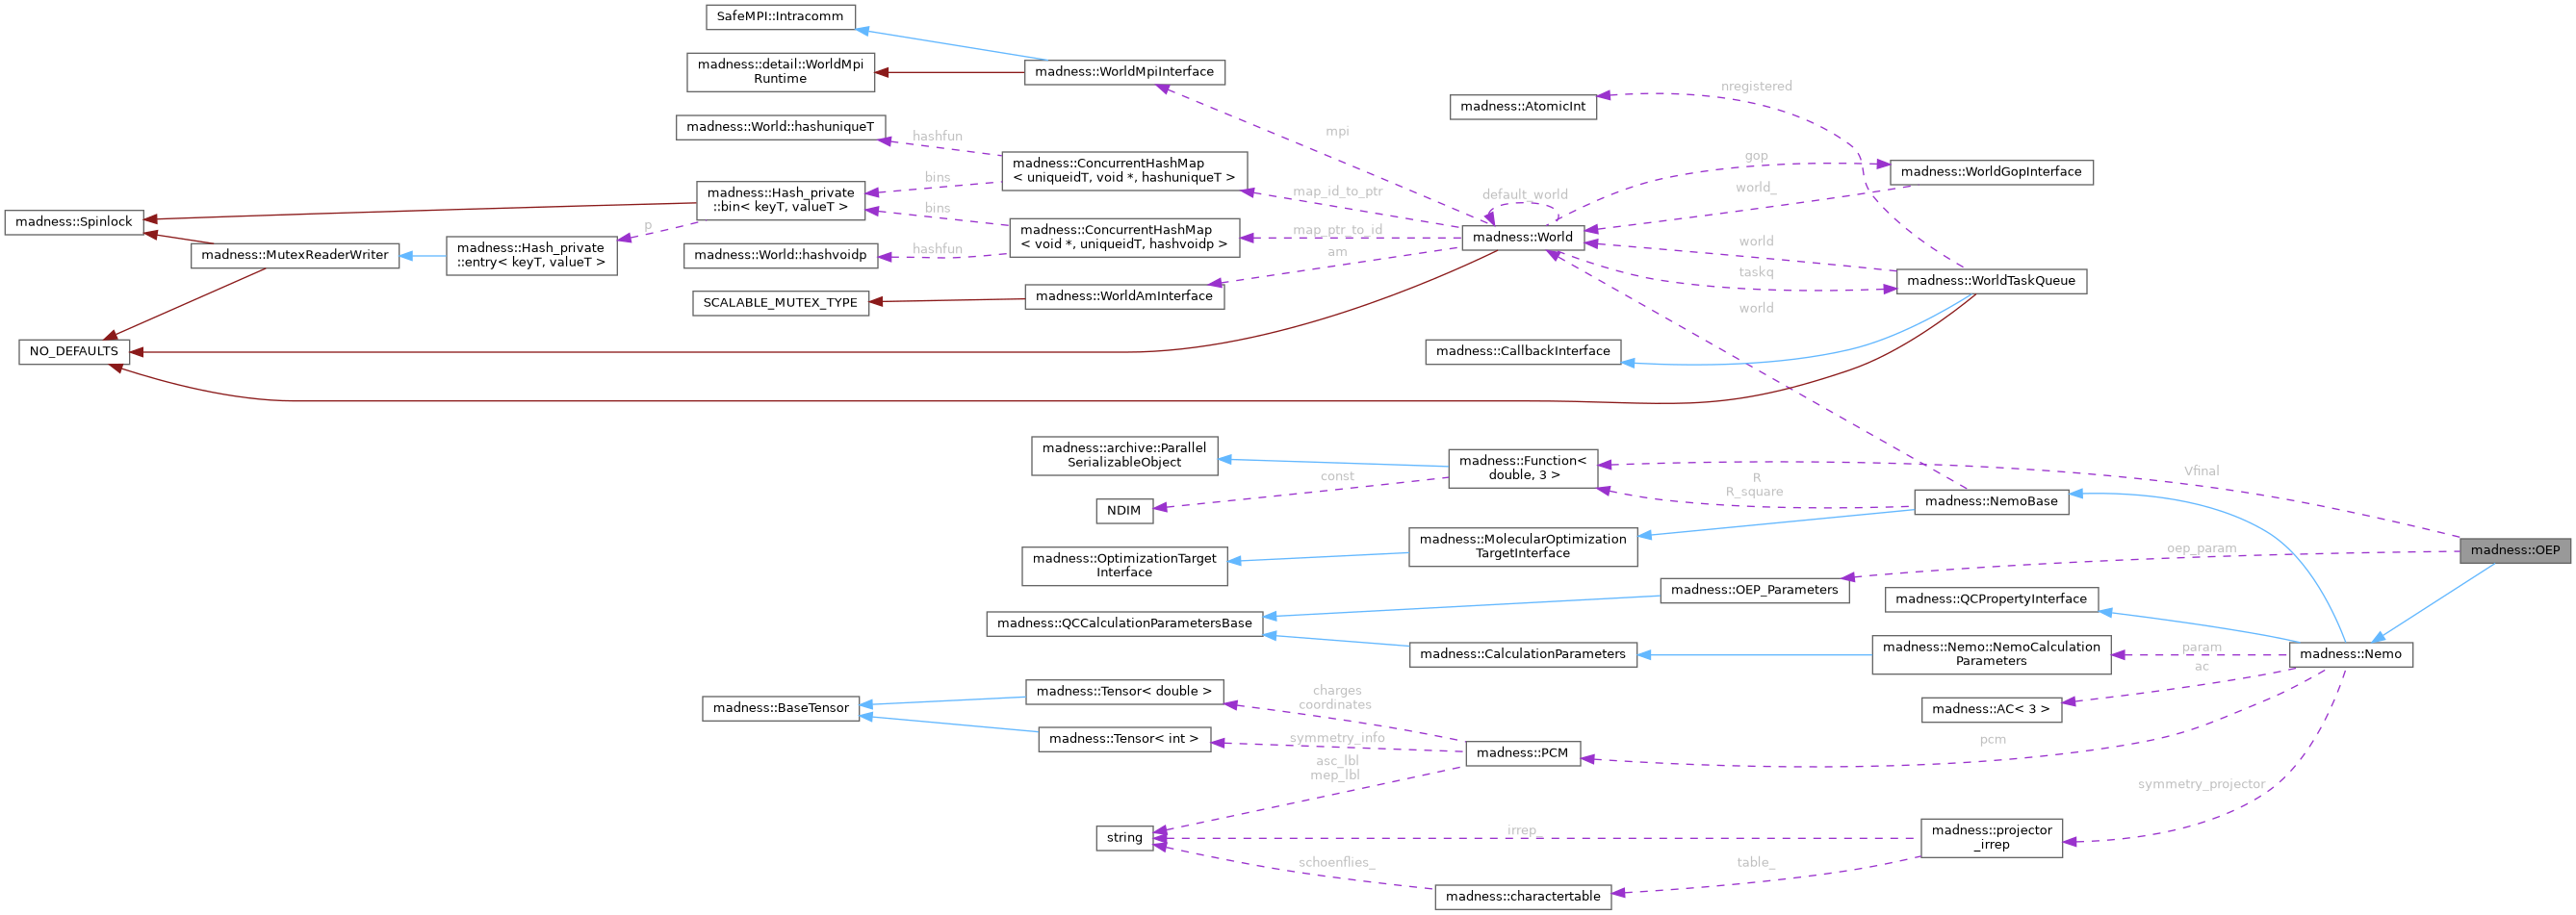 SafeMPI::Intracomm
madness::detail::WorldMpi
Runtime
madness::WorldMpiInterface
nregistered
madness::AtomicInt
madness::World::hashuniqueT
hashfun
mpi
madness::ConcurrentHashMap
< uniqueidT, void *, hashuniqueT >
gop
madness::WorldGopInterface
madness::Hash_private
::bin< keyT, valueT >
bins
map_id_to_ptr
default_world
world_
madness::Spinlock
p
bins
madness::ConcurrentHashMap
< void *, uniqueidT, hashvoidp >
map_ptr_to_id
madness::World
world
madness::MutexReaderWriter
madness::Hash_private
::entry< keyT, valueT >
madness::World::hashvoidp
hashfun
am
taskq
madness::WorldTaskQueue
SCALABLE_MUTEX_TYPE
madness::WorldAmInterface
world
NO_DEFAULTS
madness::CallbackInterface
madness::archive::Parallel
SerializableObject
madness::Function<
double, 3 >
const
Vfinal
R
R_square
NDIM
madness::NemoBase
madness::MolecularOptimization
TargetInterface
madness::OptimizationTarget
Interface
oep_param
madness::OEP
madness::OEP_Parameters
madness::QCPropertyInterface
madness::QCCalculationParametersBase
madness::CalculationParameters
madness::Nemo::NemoCalculation
Parameters
param
ac
madness::Nemo
madness::Tensor< double >
charges
coordinates
madness::BaseTensor
madness::AC< 3 >
madness::Tensor< int >
symmetry_info
madness::PCM
pcm
asc_lbl
mep_lbl
symmetry_projector
string
irrep_
madness::projector
_irrep
schoenflies_
table_
madness::charactertable